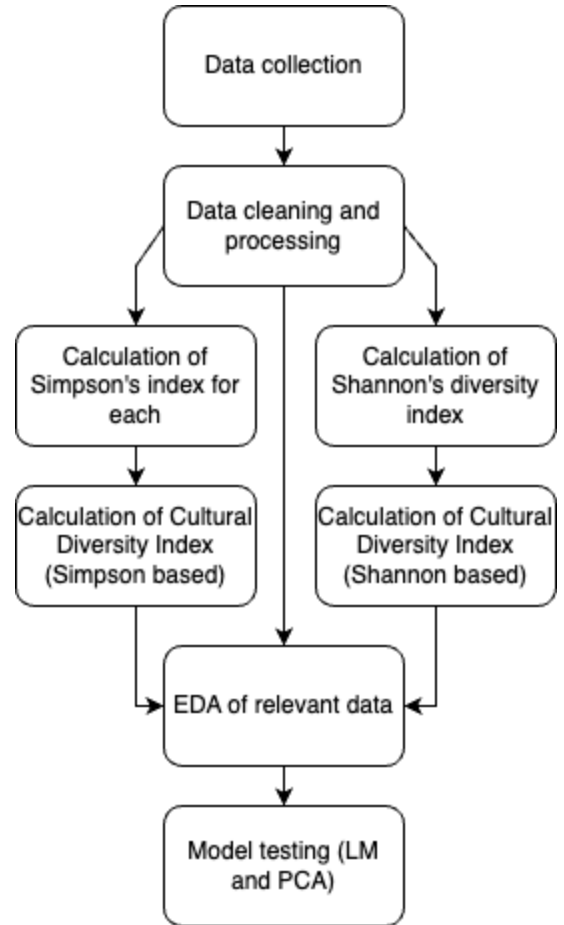 Data collection
Data cleaning and
processing
Calculation of
Simpson's index for
each
Calculation of
Shannon's diversity
index
Calculation of Cultural
Diversity Index
(Simpson based)
Calculation of Cultural
Diversity Index
(Shannon based)
EDA of relevant data
Model testing (LM
and PCA)